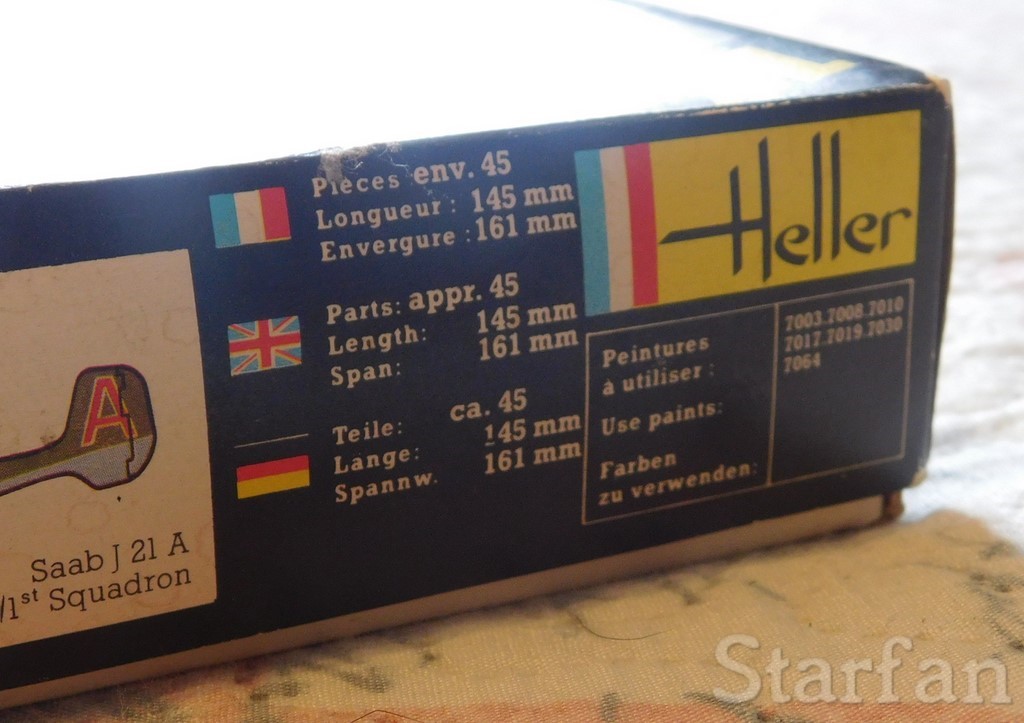 Pièces env. 45
Longueur : 145 mm
Envergure : 161 mm
Parts: appr. 45
Length: 145 mm
Span: 161 mm
Teile: ca. 45
Länge: 145 mm
Spannw. 161 mm
Heller
Peintures
à utiliser :
Use paints:
Farben
zu verwenden:
7003.7008.7010
7017.7019.7030
7064
A
Saab J 21 A
/1st Squadron
Starfan